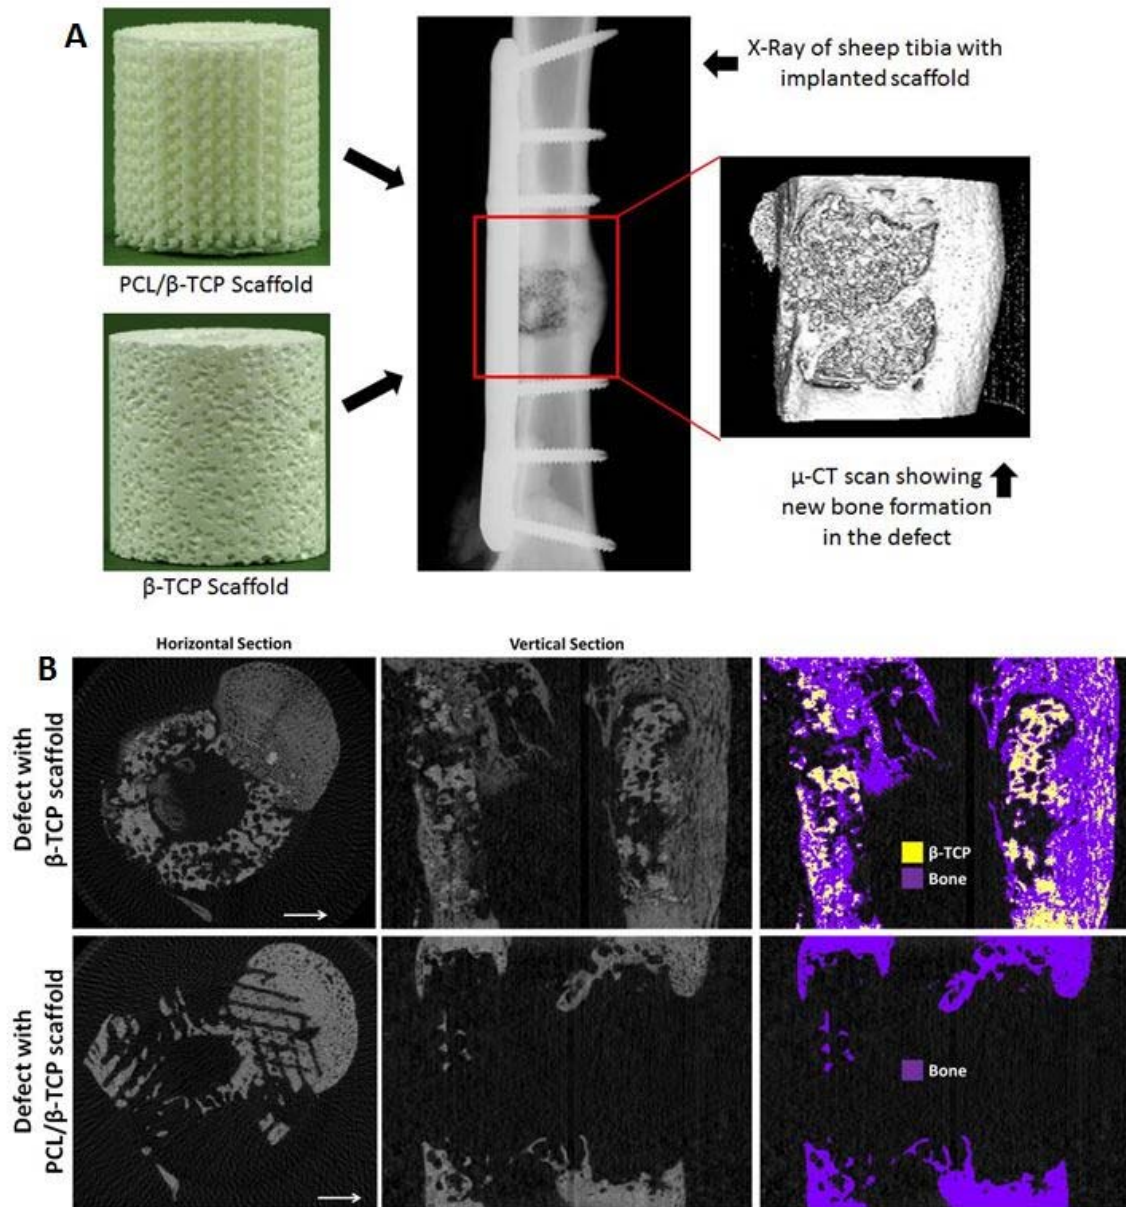 A
PCL/β-TCP Scaffold
β-TCP Scaffold
X-Ray of sheep tibia with
implanted scaffold
μ-CT scan showing
new bone formation
in the defect
B
Horizontal Section
Vertical Section
Defect with
β-TCP scaffold
β-TCP
Bone
Defect with
PCL/β-TCP scaffold
Bone